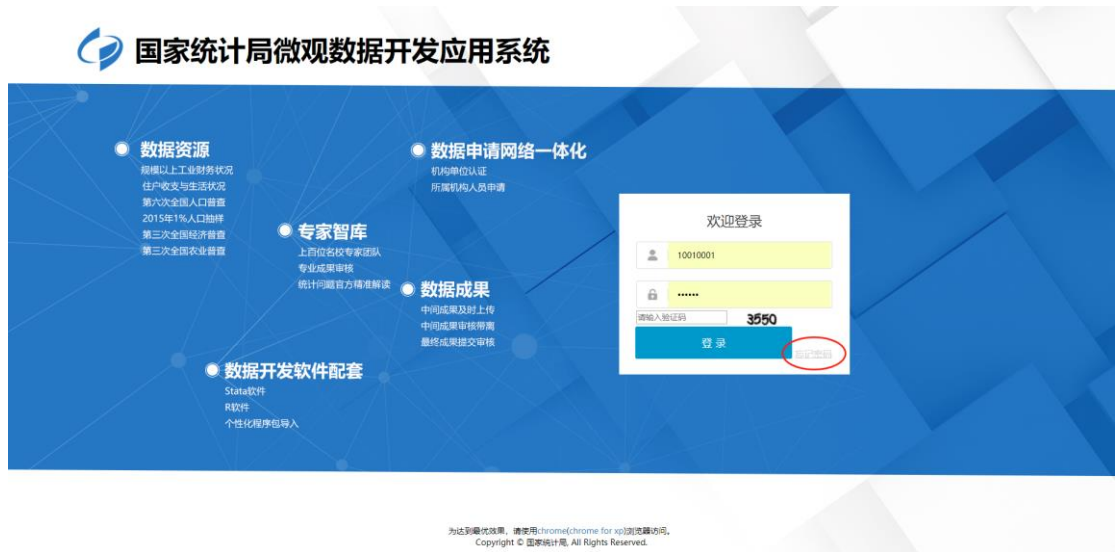 国家统计局微观数据开发应用系统
数据资源
规模以上工业财务状况
住户收支与生活状况
第六次全国人口普查
2015年1%人口抽样
第三次全国经济普查
第三次全国农业普查
数据申请网络一体化
机构单位认证
所属机构人员申请
专家智库
上百位名校专家团队
专业成果审核
统计问题官方精准解读
数据成果
中间成果及时上传
中间成果审核带离
最终成果提交审核
数据开发软件配套
Stata软件
R软件
个性化程序包导入
欢迎登录
10010001
••••••
请输入验证码
3550
登 录
忘记密码
为达到最优效果，请使用chrome(chrome for xp)浏览器访问。
Copyright © 国家统计局, All Rights Reserved.